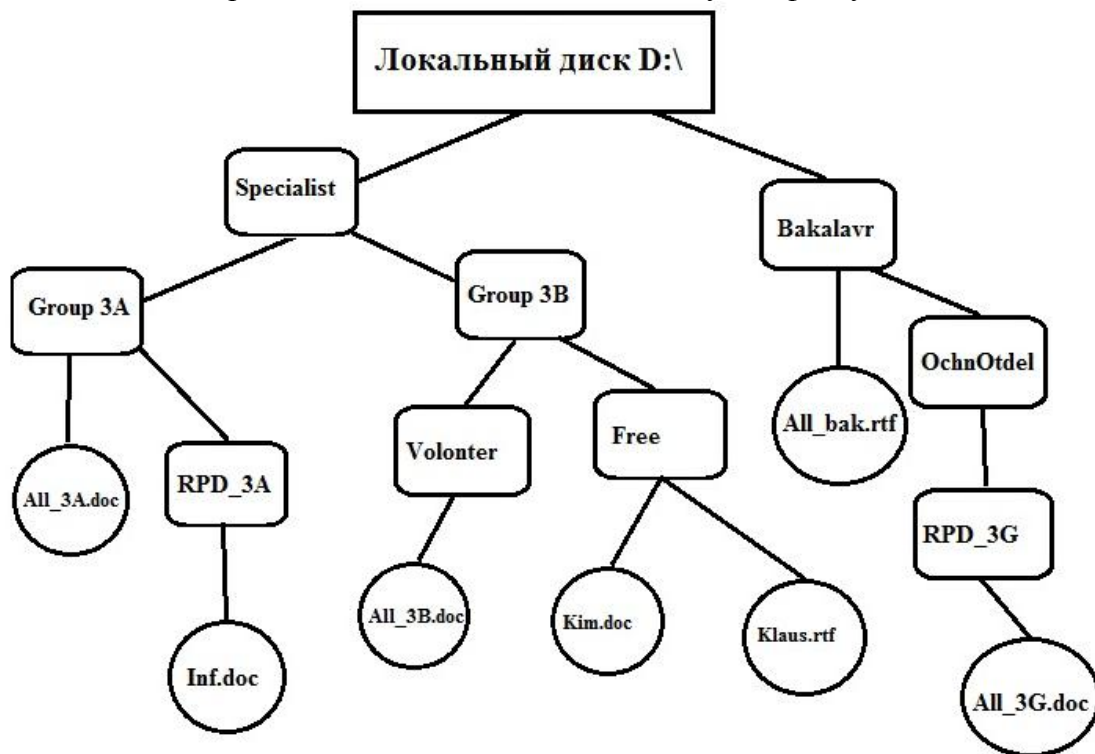 Локальный диск D:\
Specialist
Bakalavr
Group 3A
Group 3B
OchnOtdel
All_bak.rtf
Volonter
Free
RPD_3A
All_3A.doc
RPD_3G
All_3B.doc
Kim.doc
Klaus.rtf
Inf.doc
All_3G.doc